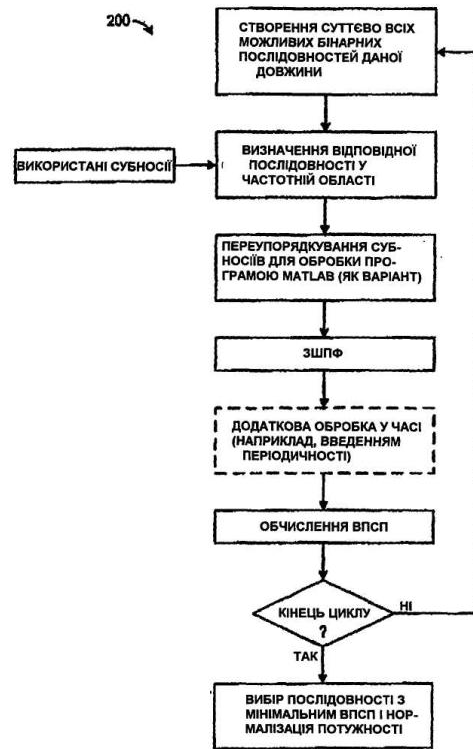 200
СТВОРЕННЯ СУТТЄВО ВСІХ
МОЖЛИВИХ БІНАРНИХ
ПОСЛІДОВНОСТЕЙ ДАНОЇ
ДОВЖИНИ
ВИКОРИСТАНІ СУБНОСІЇ
ВИЗНАЧЕННЯ ВІДПОВІДНОЇ
ПОСЛІДОВНОСТІ У
ЧАСТОТНІЙ ОБЛАСТІ
ПЕРЕУПОРЯДКУВАННЯ СУБ-
НОСІЇВ ДЛЯ ОБРОБКИ ПРО-
ГРАМОЮ MATLAB (ЯК ВАРІАНТ)
ЗШПФ
ДОДАТКОВА ОБРОБКА У ЧАСІ
(НАПРИКЛАД, ВВЕДЕННЯМ
ПЕРІОДИЧНОСТІ)
ОБЧИСЛЕННЯ ВПСП
КІНЕЦЬ ЦИКЛУ
?
НІ
ТАК
ВИБІР ПОСЛІДОВНОСТІ З
МІНІМАЛЬНИМ ВПСП І НОР-
МАЛІЗАЦІЯ ПОТУЖНОСТІ